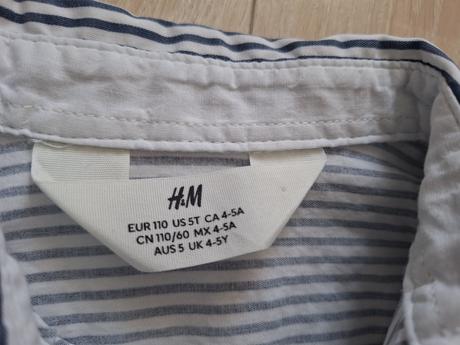 H&M
EUR 110 US 5T CA 4-5A
CN 110/60 MX 4-5A
AUS 5 UK 4-5Y